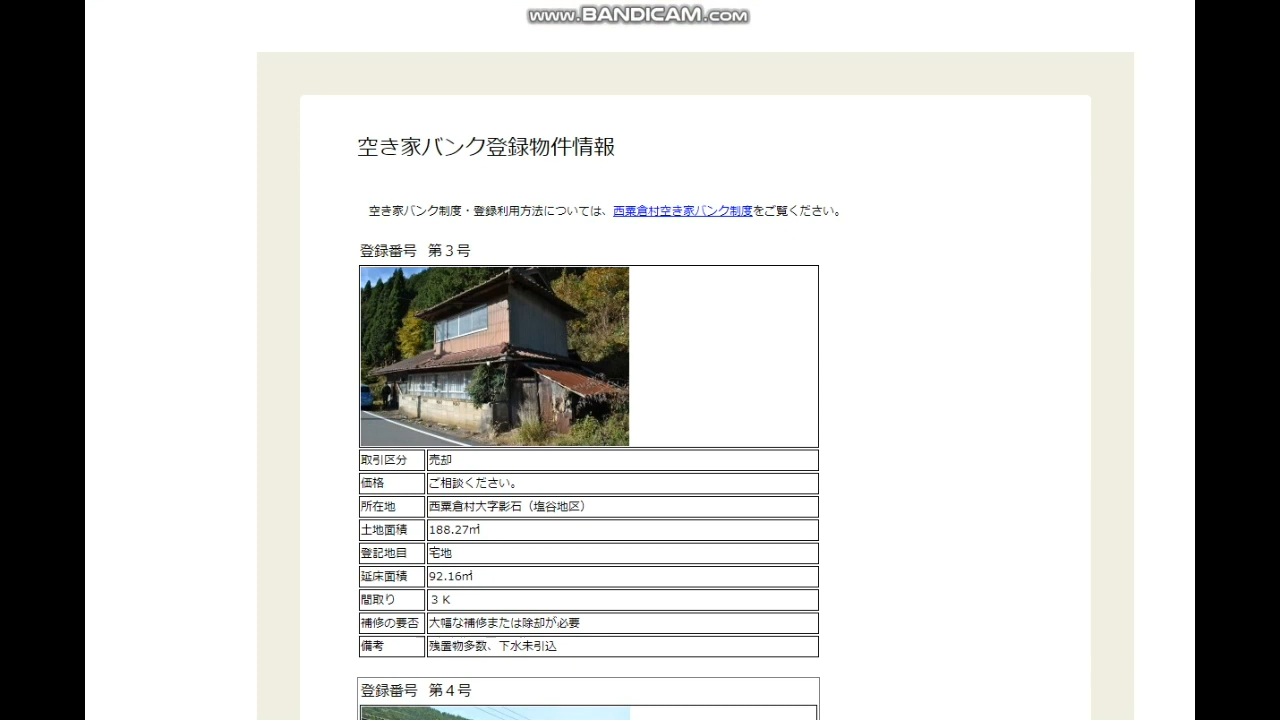 www.BANDICAM.com
空き家バンク登録物件情報
空き家バンク制度・登録利用方法については、西粟倉村空き家バンク制度をご覧ください。
登録番号 第３号
取引区分 売却
価格 ご相談ください。
所在地 西粟倉村大字影石（塩谷地区）
土地面積 188.27㎡
登記地目 宅地
延床面積 92.16㎡
間取り ３Ｋ
補修の要否 大幅な補修または除却が必要
備考 残置物多数、下水未引込
登録番号 第４号